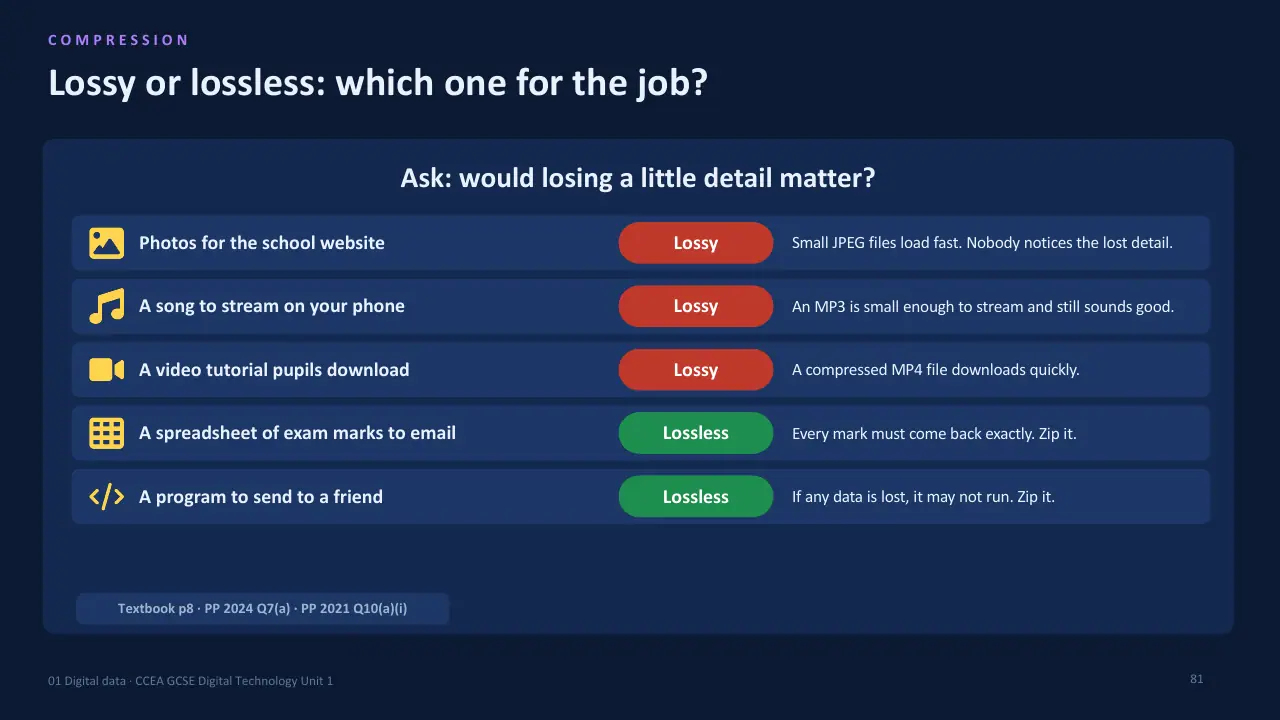 COMPRESSION
Lossy or lossless: which one for the job?
Ask: would losing a little detail matter?
Photos for the school website
Lossy
Small JPEG files load fast. Nobody notices the lost detail.
A song to stream on your phone
Lossy
An MP3 is small enough to stream and still sounds good.
A video tutorial pupils download
Lossy
A compressed MP4 file downloads quickly.
A spreadsheet of exam marks to email
Lossless
Every mark must come back exactly. Zip it.
A program to send to a friend
Lossless
If any data is lost, it may not run. Zip it.
Textbook p8 · PP 2024 Q7(a) · PP 2021 Q10(a)(i)
01 Digital data · CCEA GCSE Digital Technology Unit 1
81